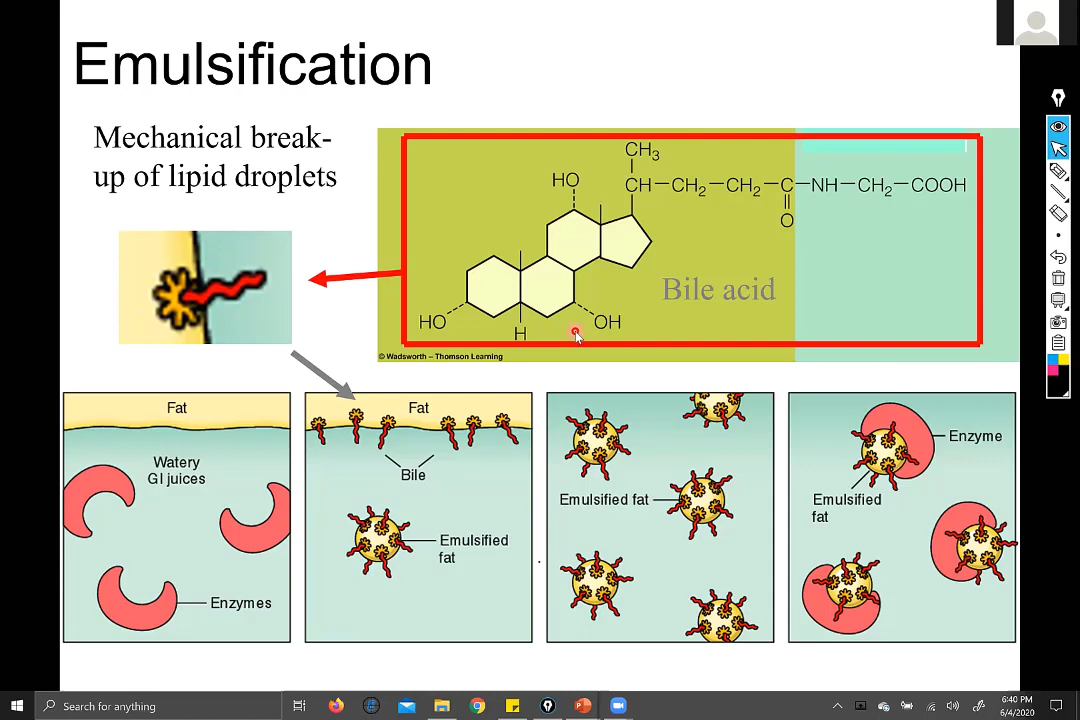 Emulsification
Mechanical break-
up of lipid droplets
CH3
HO
CH–CH2–CH2–C–NH–CH2–COOH
O
Bile acid
HO
OH
H
© Wadsworth – Thomson Learning
Fat
Watery
GI juices
Enzymes
Fat
Bile
Emulsified
fat
Emulsified fat
Enzyme
Emulsified
fat
Search for anything
6:40 PM
6/4/2020